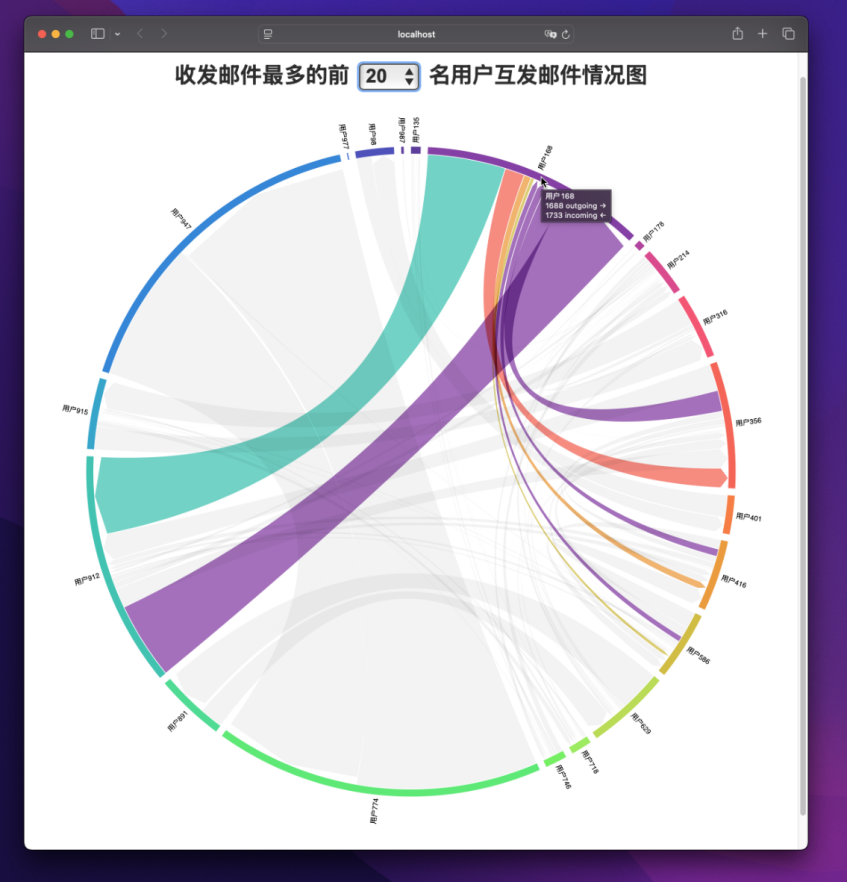 localhost
收发邮件最多的前 20 名用户互发邮件情况图
用户977
用户98
用户987
用户135
用户168
用户 168
1688 outgoing →
1733 incoming ←
用户178
用户214
用户316
用户356
用户401
用户416
用户586
用户629
用户718
用户746
用户774
用户891
用户912
用户915
用户947